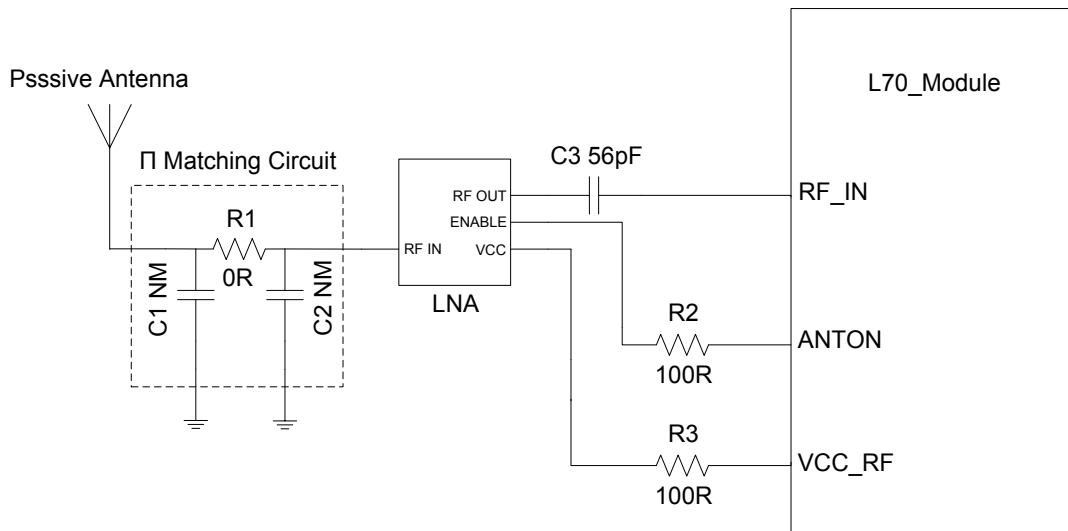 Psssive Antenna
Π Matching Circuit
R1
0R
C1 NM
C2 NM
RF IN
RF OUT
ENABLE
VCC
LNA
C3 56pF
R2
100R
R3
100R
L70_Module
RF_IN
ANTON
VCC_RF